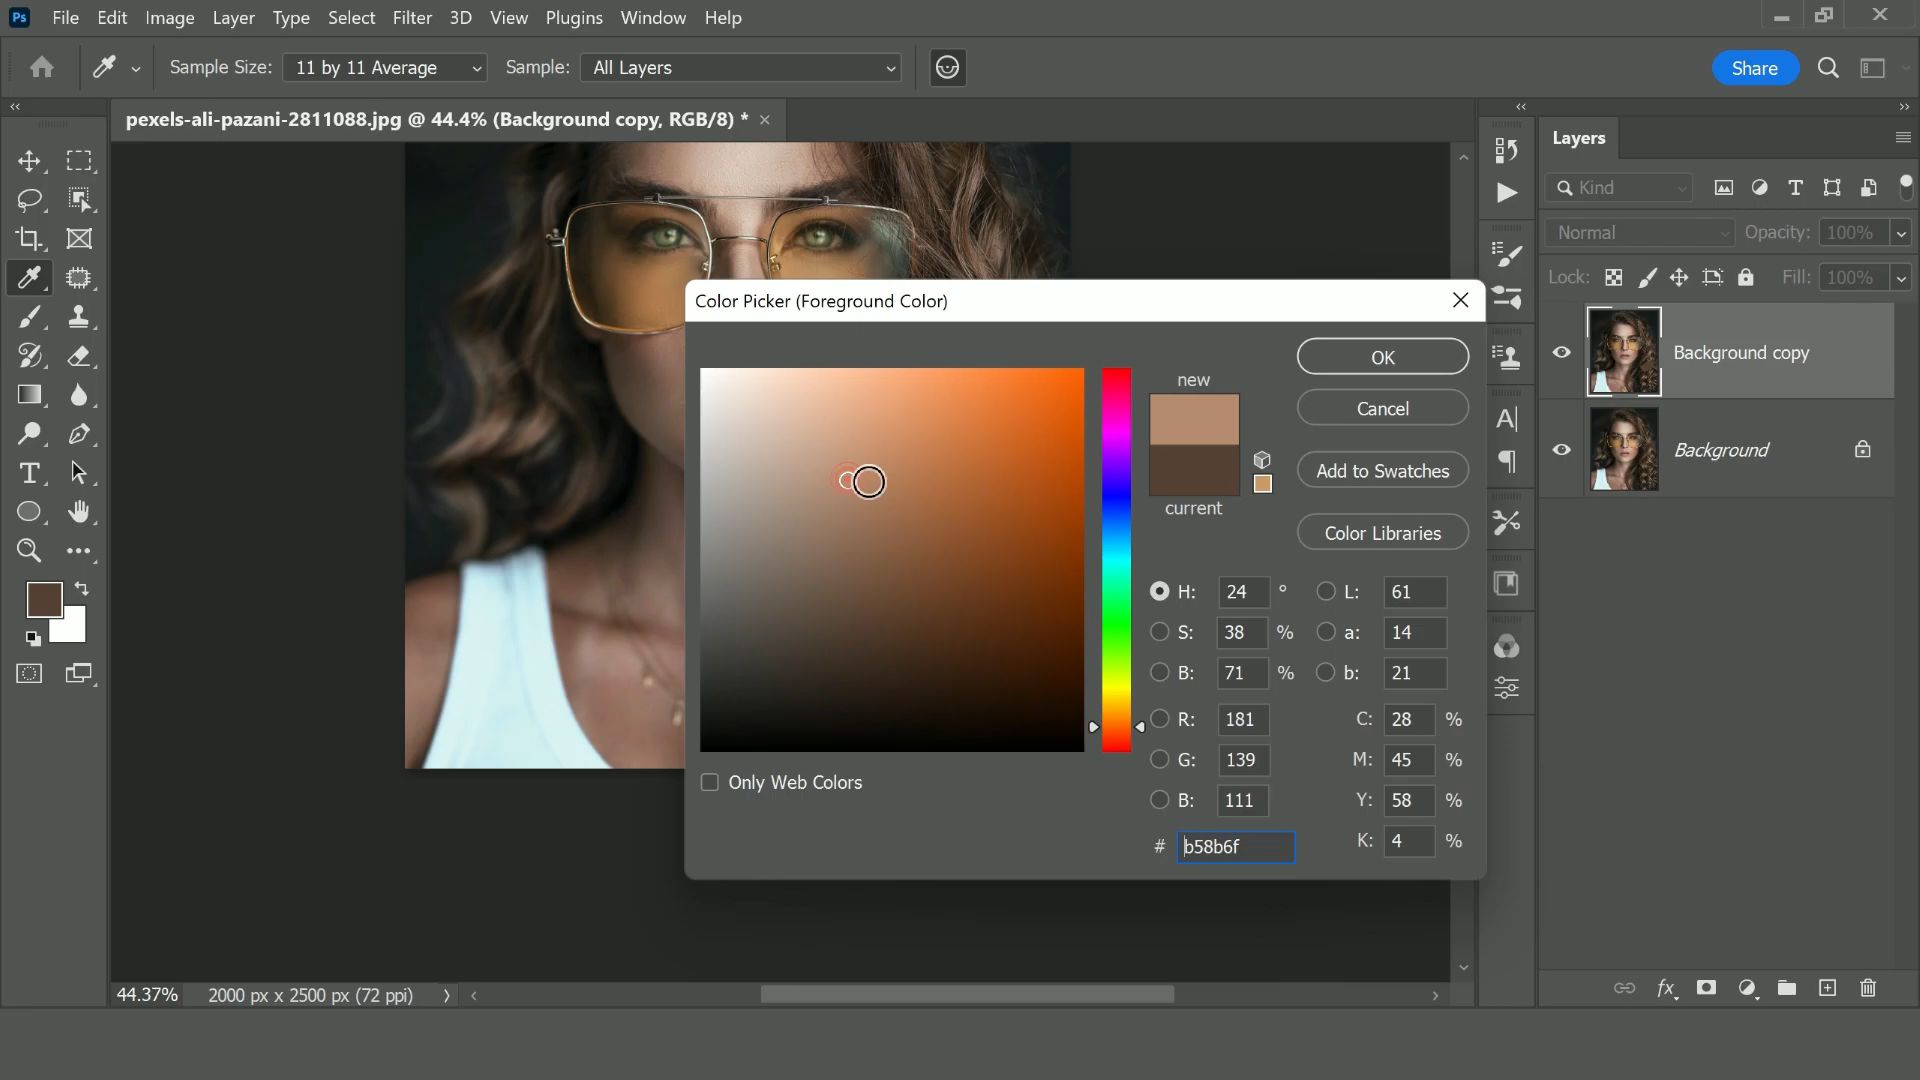 Ps File Edit Image Layer Type Select Filter 3D View Plugins Window Help
Sample Size: 11 by 11 Average Sample: All Layers Share
pexels-ali-pazani-2811088.jpg @ 44.4% (Background copy, RGB/8) *
Layers
Kind
Normal Opacity: 100%
Lock: Fill: 100%
Background copy
Background
Color Picker (Foreground Color)
new
current
OK
Cancel
Add to Swatches
Color Libraries
H: 24 ° L: 61
S: 38 % a: 14
B: 71 % b: 21
R: 181 C: 28 %
G: 139 M: 45 %
B: 111 Y: 58 %
# b58b6f K: 4 %
Only Web Colors
44.37% 2000 px x 2500 px (72 ppi)
fx